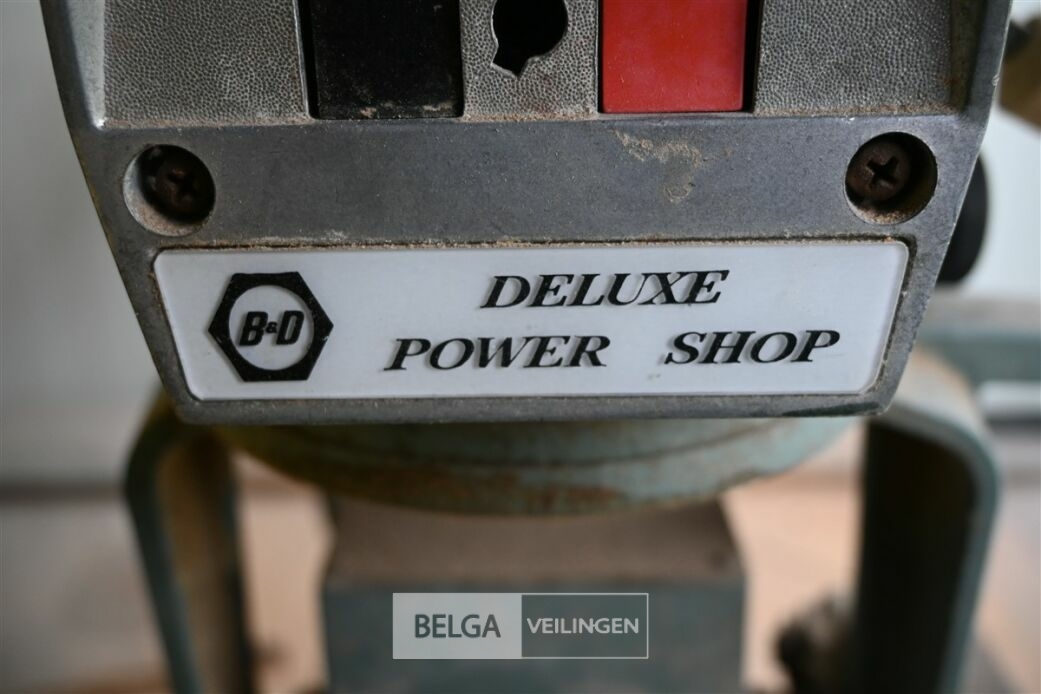 B&D
DELUXE
POWER SHOP
BELGA VEILINGEN